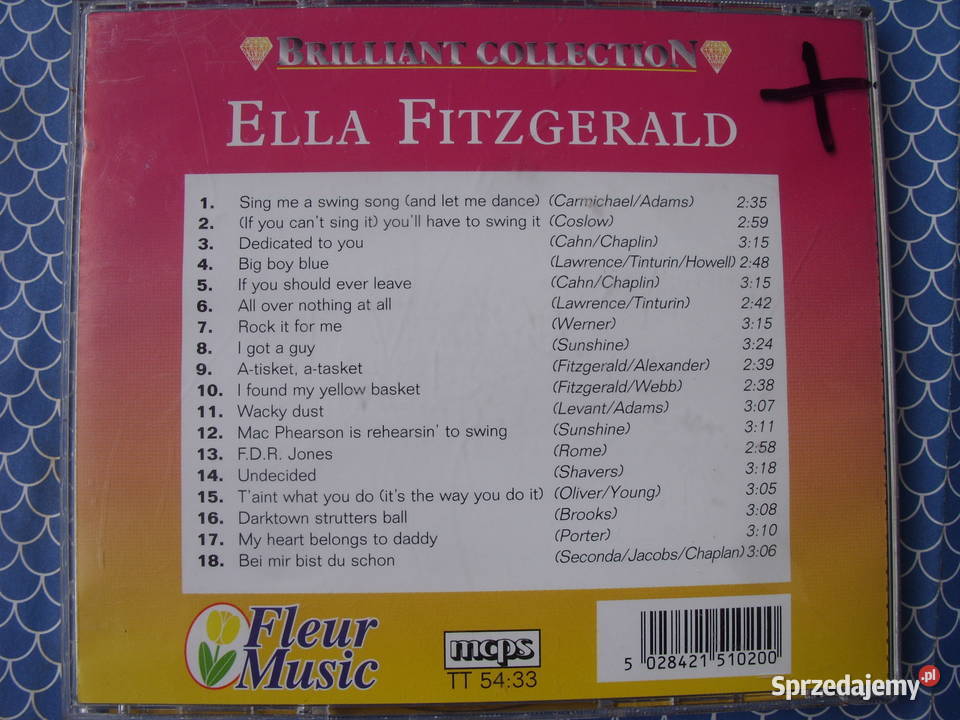 BRILLIANT COLLECTION
ELLA FITZGERALD
1. Sing me a swing song (and let me dance) (Carmichael/Adams) 2:35
2. (If you can't sing it) you'll have to swing it (Coslow) 2:59
3. Dedicated to you (Cahn/Chaplin) 3:15
4. Big boy blue (Lawrence/Tinturin/Howell) 2:48
5. If you should ever leave (Cahn/Chaplin) 3:15
6. All over nothing at all (Lawrence/Tinturin) 2:42
7. Rock it for me (Werner) 3:15
8. I got a guy (Sunshine) 3:24
9. A-tisket, a-tasket (Fitzgerald/Alexander) 2:39
10. I found my yellow basket (Fitzgerald/Webb) 2:38
11. Wacky dust (Levant/Adams) 3:07
12. Mac Phearson is rehearsin' to swing (Sunshine) 3:11
13. F.D.R. Jones (Rome) 2:58
14. Undecided (Shavers) 3:18
15. T'aint what you do (it's the way you do it) (Oliver/Young) 3:05
16. Darktown strutters ball (Brooks) 3:08
17. My heart belongs to daddy (Porter) 3:10
18. Bei mir bist du schon (Seconda/Jacobs/Chaplan) 3:06
Fleur
Music
mcps
TT 54:33
5 028421 510200
Sprzedajemy.pl